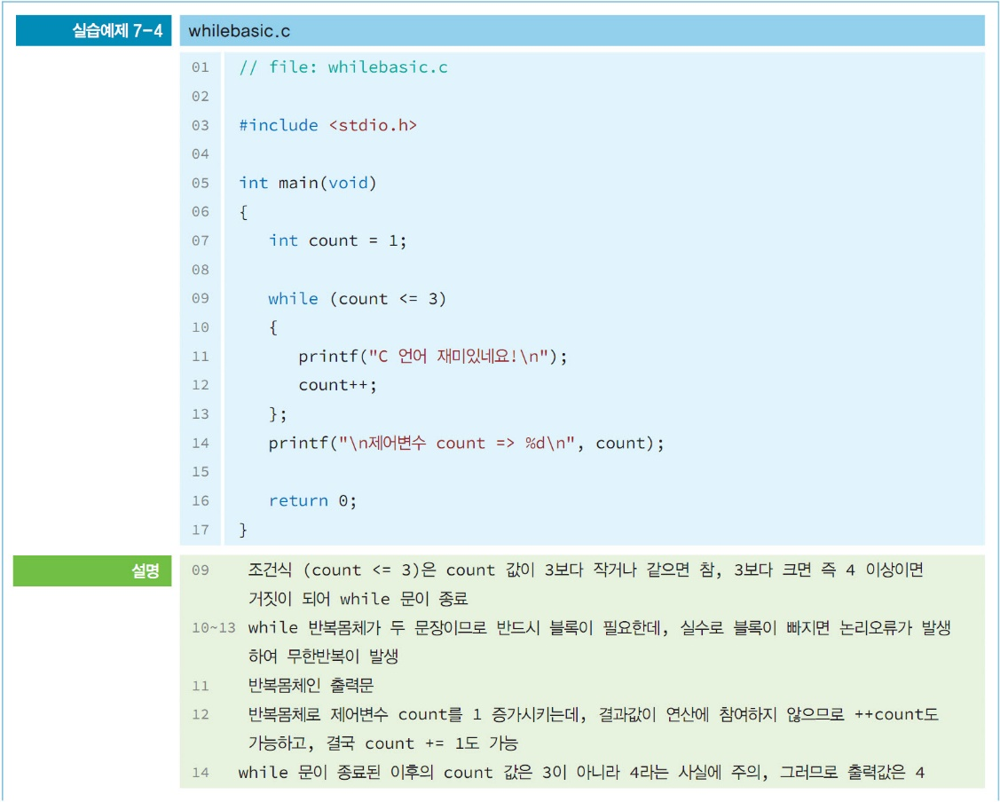 실습예제 7-4 whilebasic.c
01 // file: whilebasic.c
02
03 #include <stdio.h>
04
05 int main(void)
06 {
07 int count = 1;
08
09 while (count <= 3)
10 {
11 printf("C 언어 재미있네요!\n");
12 count++;
13 };
14 printf("\n제어변수 count => %d\n", count);
15
16 return 0;
17 }
설명 09 조건식 (count <= 3)은 count 값이 3보다 작거나 같으면 참, 3보다 크면 즉 4 이상이면
거짓이 되어 while 문이 종료
10~13 while 반복몸체가 두 문장이므로 반드시 블록이 필요한데, 실수로 블록이 빠지면 논리오류가 발생
하여 무한반복이 발생
11 반복몸체인 출력문
12 반복몸체로 제어변수 count를 1 증가시키는데, 결과값이 연산에 참여하지 않으므로 ++count도
가능하고, 결국 count += 1도 가능
14 while 문이 종료된 이후의 count 값은 3이 아니라 4라는 사실에 주의, 그러므로 출력값은 4